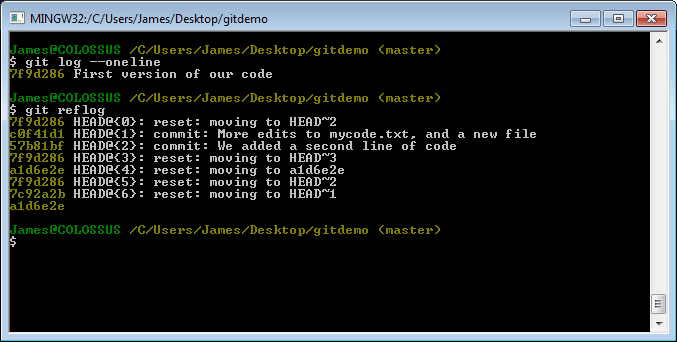 MINGW32:/C/Users/James/Desktop/gitdemo
James@COLOSSUS /C/Users/James/Desktop/gitdemo (master)
$ git log --oneline
7f9d286 First version of our code
James@COLOSSUS /C/Users/James/Desktop/gitdemo (master)
$ git reflog
7f9d286 HEAD@{0}: reset: moving to HEAD~2
c0f41d1 HEAD@{1}: commit: More edits to mycode.txt, and a new file
57b81bf HEAD@{2}: commit: We added a second line of code
7f9d286 HEAD@{3}: reset: moving to HEAD~3
a1d6e2e HEAD@{4}: reset: moving to a1d6e2e
7f9d286 HEAD@{5}: reset: moving to HEAD~2
7c92a2b HEAD@{6}: reset: moving to HEAD~1
a1d6e2e
James@COLOSSUS /C/Users/James/Desktop/gitdemo (master)
$